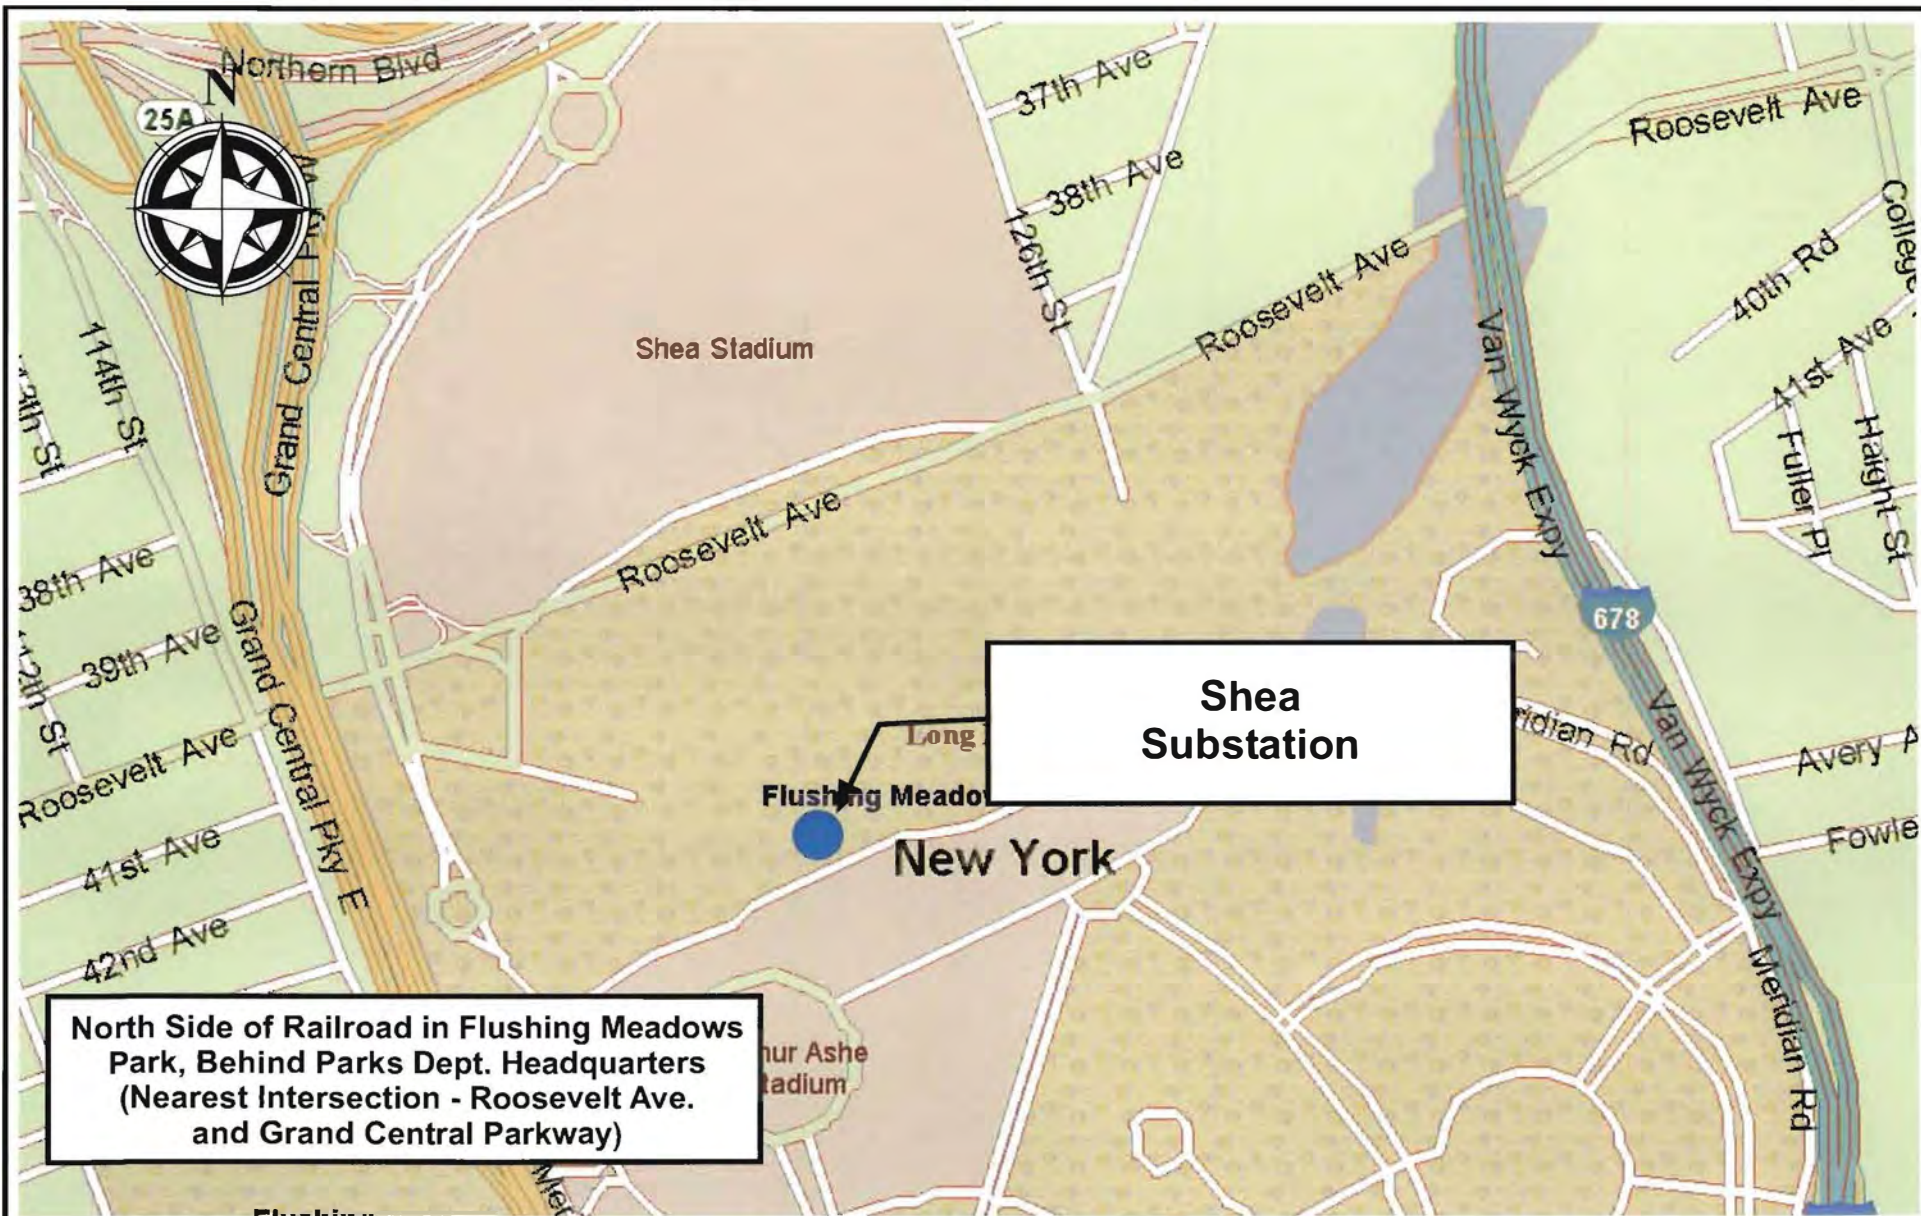 Northern Blvd
N
25A
Grand Central Pky W
37th Ave
38th Ave
126th St
Roosevelt Ave
College
40th Rd
41st Ave
Fuller Pl
Haight St
Shea Stadium
Roosevelt Ave
Van Wyck Expy
114th St
Roosevelt Ave
38th Ave
39th Ave
Grand Central Pky E
678
Shea
Substation
Long
Flushing
Van Wyck Expy
Rd
Avery
Roosevelt Ave
41st Ave
42nd Ave
New York
Meridian Rd
North Side of Railroad in Flushing Meadows
Park, Behind Parks Dept. Headquarters
(Nearest Intersection - Roosevelt Ave.
and Grand Central Parkway)
Ashe
Flushing